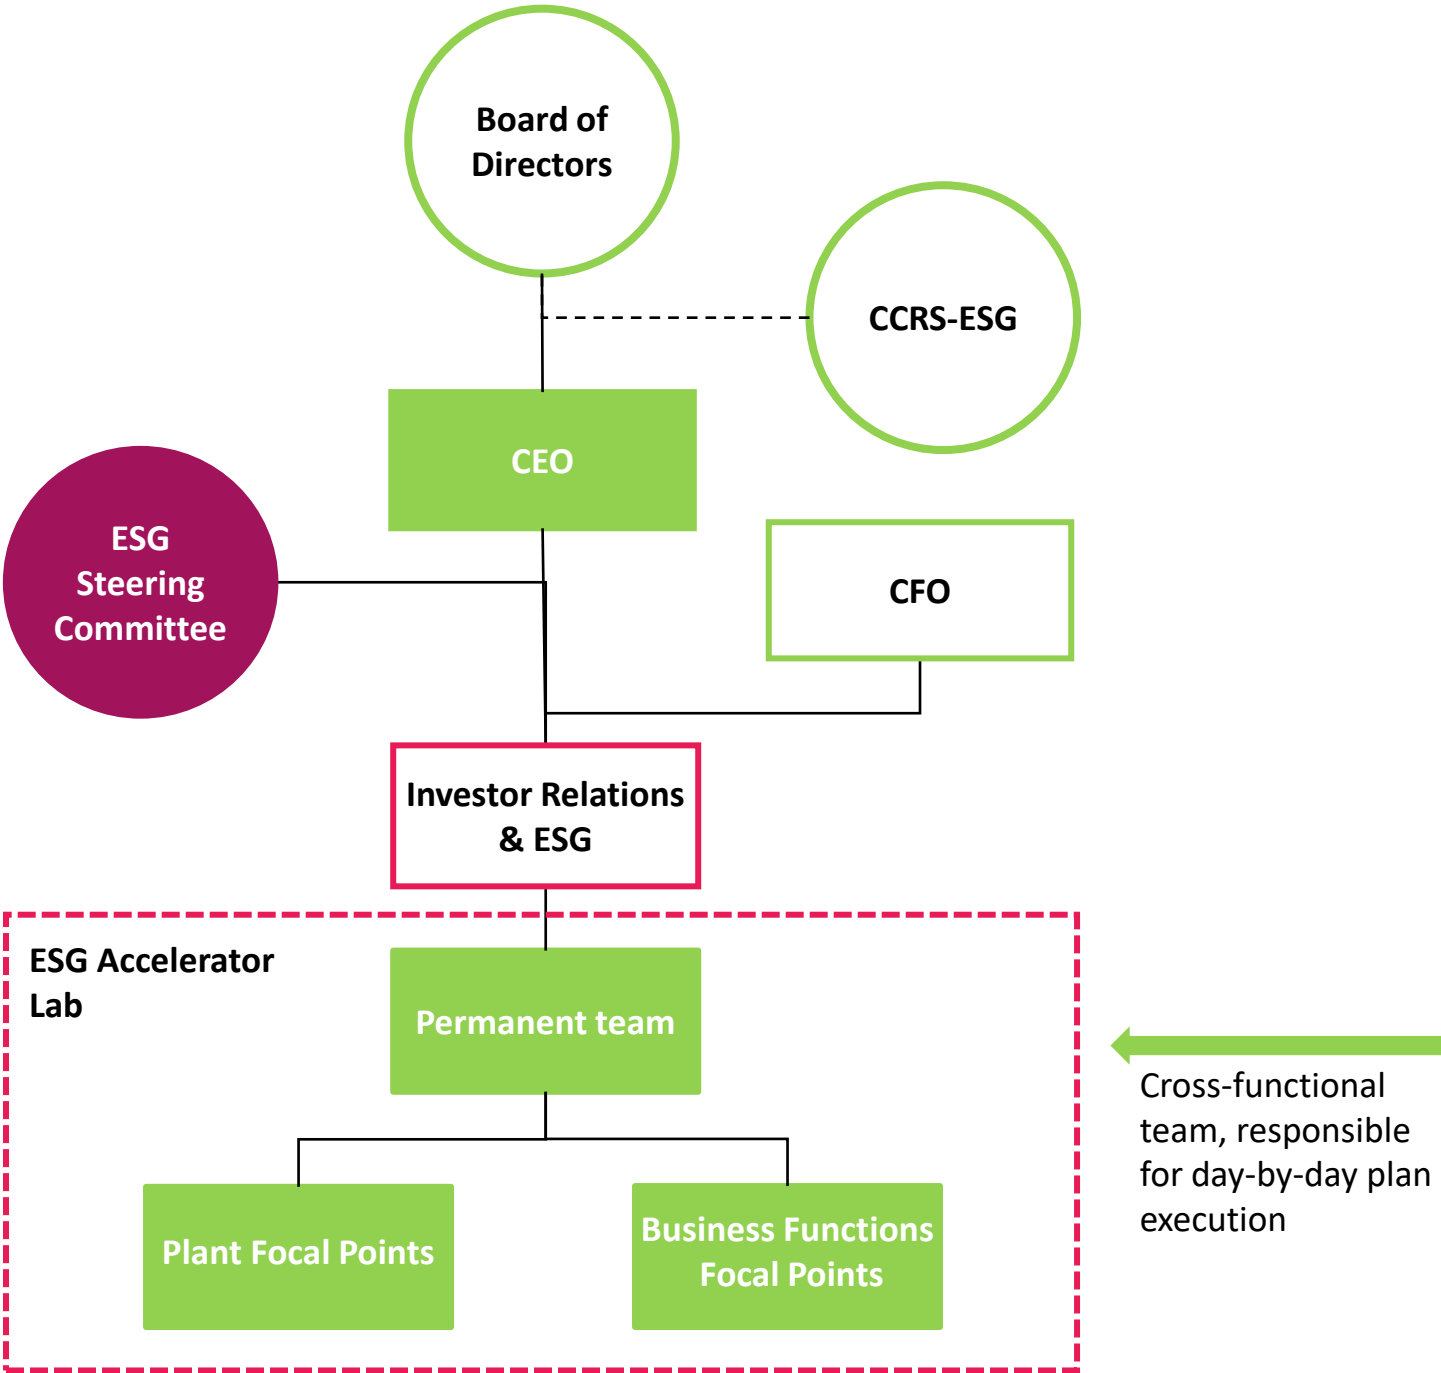 Board of
Directors
CCRS-ESG
CEO
ESG
Steering
Committee
CFO
Investor Relations
& ESG
ESG Accelerator
Lab
Permanent team
Plant Focal Points
Business Functions
Focal Points
Cross-functional
team, responsible
for day-by-day plan
execution